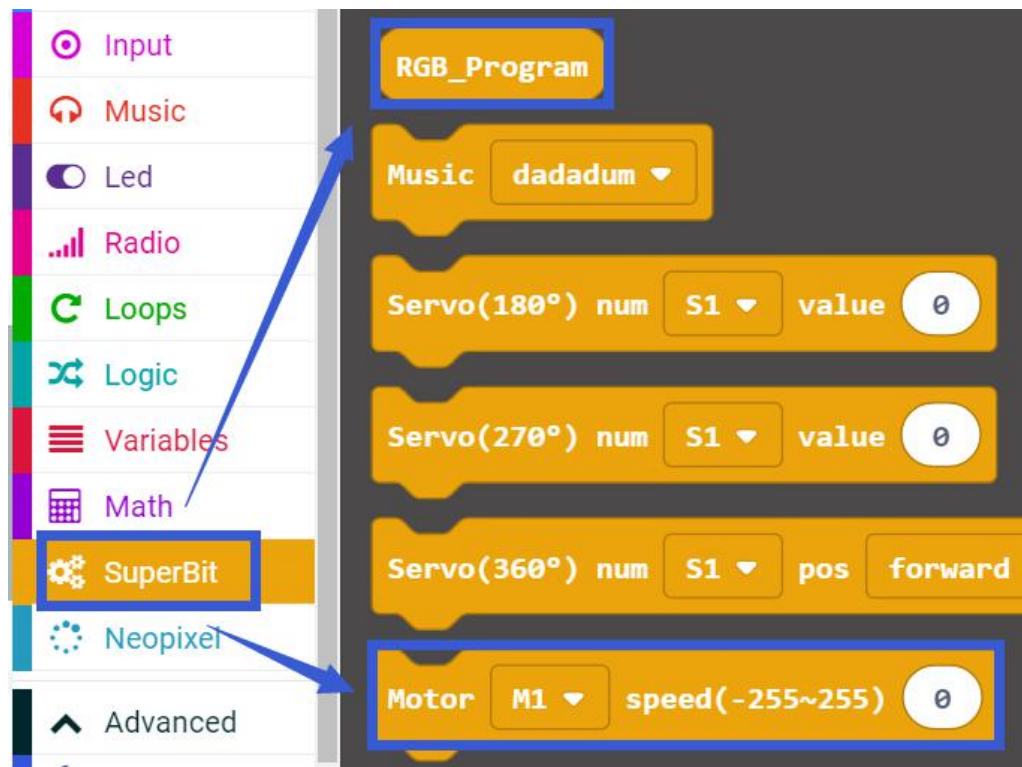 Input
Music
Led
Radio
Loops
Logic
Variables
Math
SuperBit
Neopixel
Advanced
RGB_Program
Music dadadum
Servo(180°) num S1 value 0
Servo(270°) num S1 value 0
Servo(360°) num S1 pos forward
Motor M1 speed(-255~255) 0